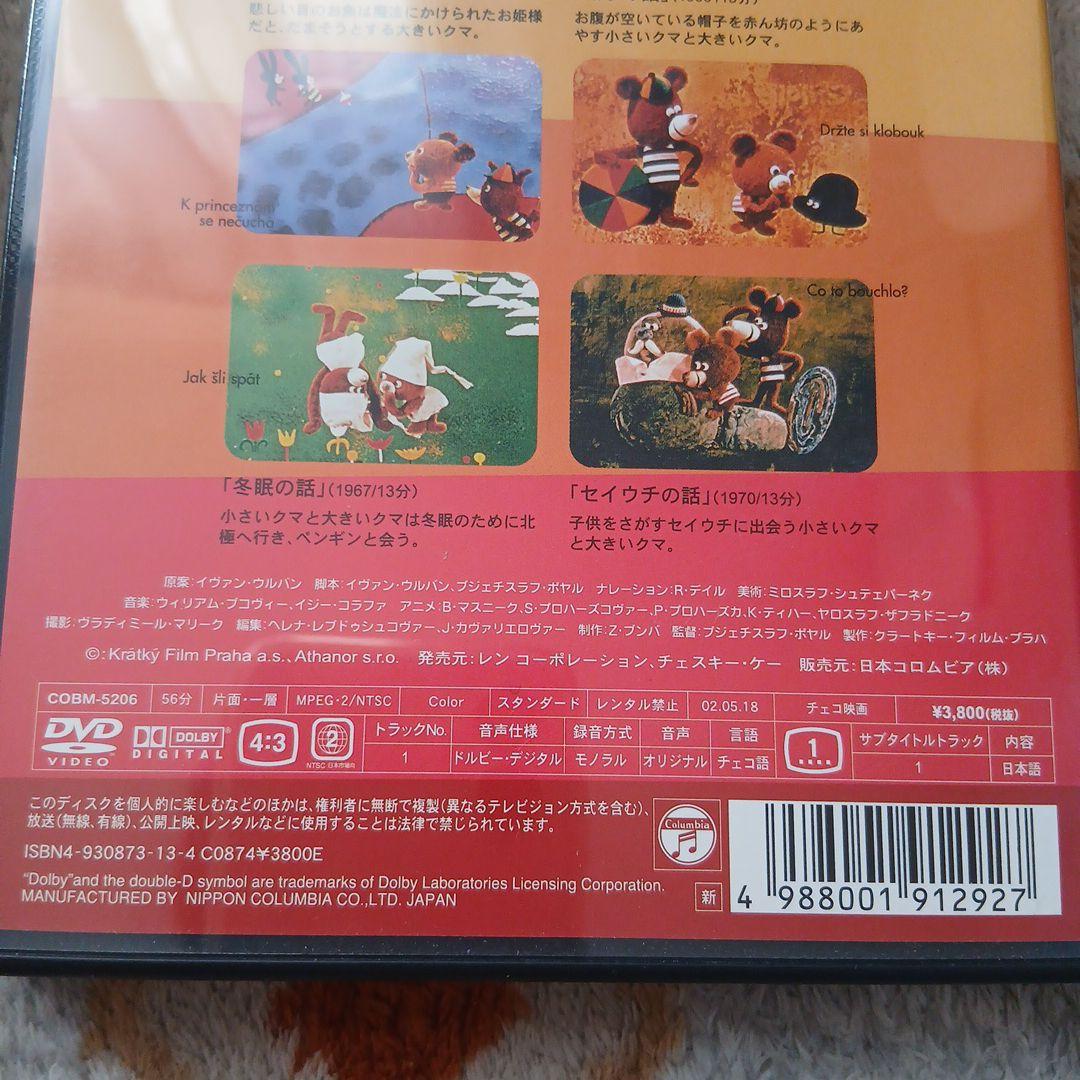 悲しい目のお魚は魔法にかけられたお姫様
だと、だまそうとする大きいクマ。
お腹が空いている帽子を赤ん坊のようにあ
やす小さいクマと大きいクマ。
Držte si klobouk
K princeznám
se nečuchá
Co to bouchlo?
Jak šli spát
「冬眠の話」(1967/13分)
小さいクマと大きいクマは冬眠のために北
極へ行き、ペンギンと会う。
「セイウチの話」(1970/13分)
子供をさがすセイウチに出会う小さいクマ
と大きいクマ。
原案:イヴァン・ウルバン 脚本:イヴァン・ウルバン、ブジェチスラフ・ポヤル ナレーション:R・デイル 美術:ミロスラフ・シュテェパーネク
音楽:ウィリアム・ブコヴィー、イジー・コラファ アニメ:B・マスニーク、S・プロハーズコヴァー、P・プロハーズカ、K・ティハー、ヤロスラフ・ザフラドニーク
撮影:ヴラディミール・マリーク 編集:ヘレナ・レブドゥシュコヴァー、J・カヴァリエロヴァー 制作:Z・ブンバ 監督:ブジェチスラフ・ポヤル 製作:クラートキー・フィルム・プラハ
©:Krátký Film Praha a.s., Athanor s.r.o. 発売元:レン コーポレーション、チェスキー・ケー 販売元:日本コロムビア(株)
COBM-5206 56分 片面・一層 MPEG・2/NTSC Color スタンダード レンタル禁止 02.05.18 チェコ映画 ¥3,800(税抜)
DVD VIDEO DOLBY DIGITAL 4:3 2 NTSC 日本市場向
トラックNo. 音声仕様 録音方式 音声 言語 1 サブタイトルトラック 内容
1 ドルビー・デジタル モノラル オリジナル チェコ語 1 日本語
このディスクを個人的に楽しむなどのほかは、権利者に無断で複製(異なるテレビジョン方式を含む)、
放送(無線、有線)、公開上映、レンタルなどに使用することは法律で禁じられています。
ISBN4-930873-13-4 C0874¥3800E
"Dolby"and the double-D symbol are trademarks of Dolby Laboratories Licensing Corporation.
MANUFACTURED BY NIPPON COLUMBIA CO.,LTD. JAPAN
Columbia
新
4 988001 912927